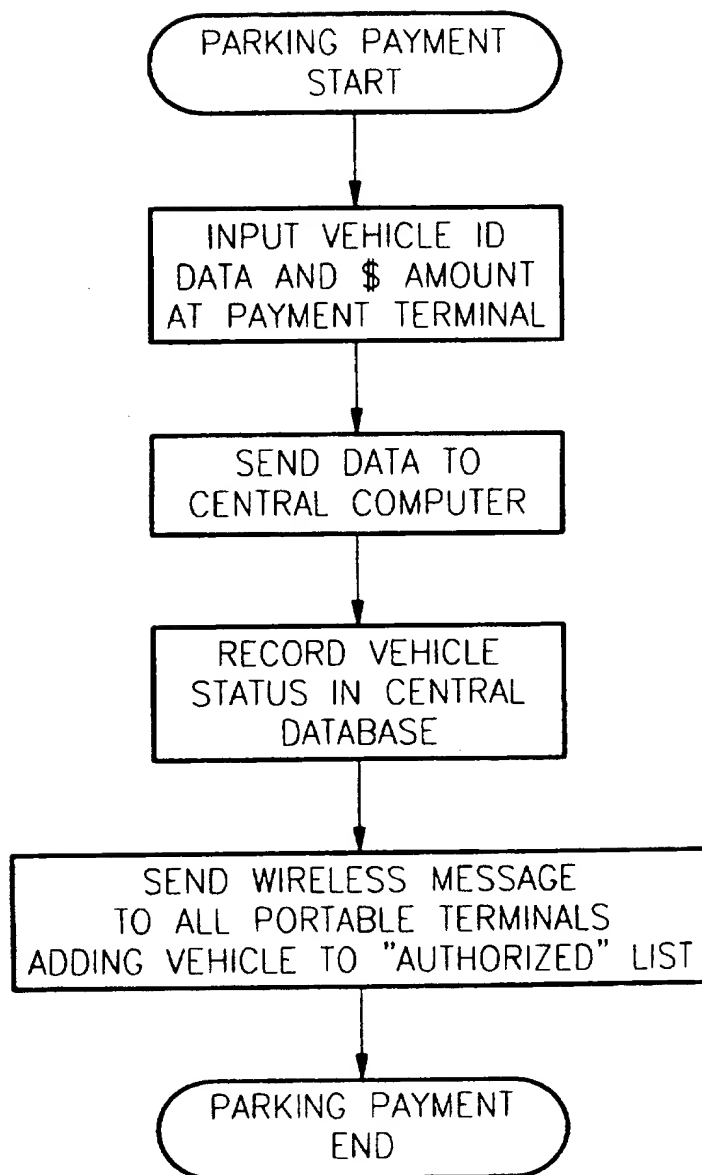 PARKING PAYMENT
START
INPUT VEHICLE ID
DATA AND $ AMOUNT
AT PAYMENT TERMINAL
SEND DATA TO
CENTRAL COMPUTER
RECORD VEHICLE
STATUS IN CENTRAL
DATABASE
SEND WIRELESS MESSAGE
TO ALL PORTABLE TERMINALS
ADDING VEHICLE TO "AUTHORIZED" LIST
PARKING PAYMENT
END